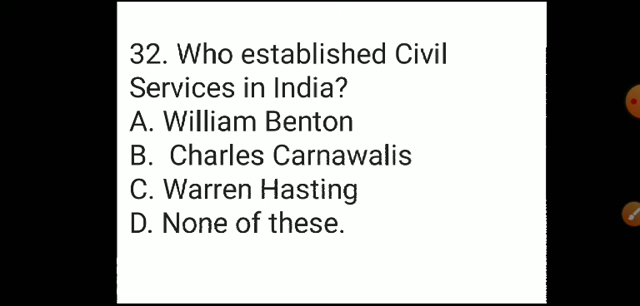 32. Who established Civil
Services in India?
A. William Benton
B. Charles Carnawalis
C. Warren Hasting
D. None of these.